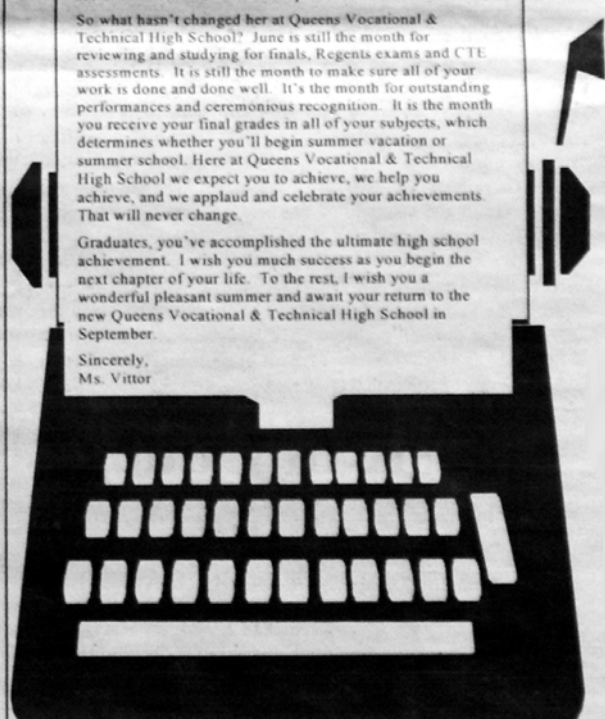 So what hasn't changed her at Queens Vocational &
Technical High School? June is still the month for
reviewing and studying for finals, Regents exams and CTE
assessments. It is still the month to make sure all of your
work is done and done well. It's the month for outstanding
performances and ceremonious recognition. It is the month
you receive your final grades in all of your subjects, which
determines whether you'll begin summer vacation or
summer school. Here at Queens Vocational & Technical
High School we expect you to achieve, we help you
achieve, and we applaud and celebrate your achievements.
That will never change.
Graduates, you've accomplished the ultimate high school
achievement. I wish you much success as you begin the
next chapter of your life. To the rest, I wish you a
wonderful pleasant summer and await your return to the
new Queens Vocational & Technical High School in
September.
Sincerely,
Ms. Vittor